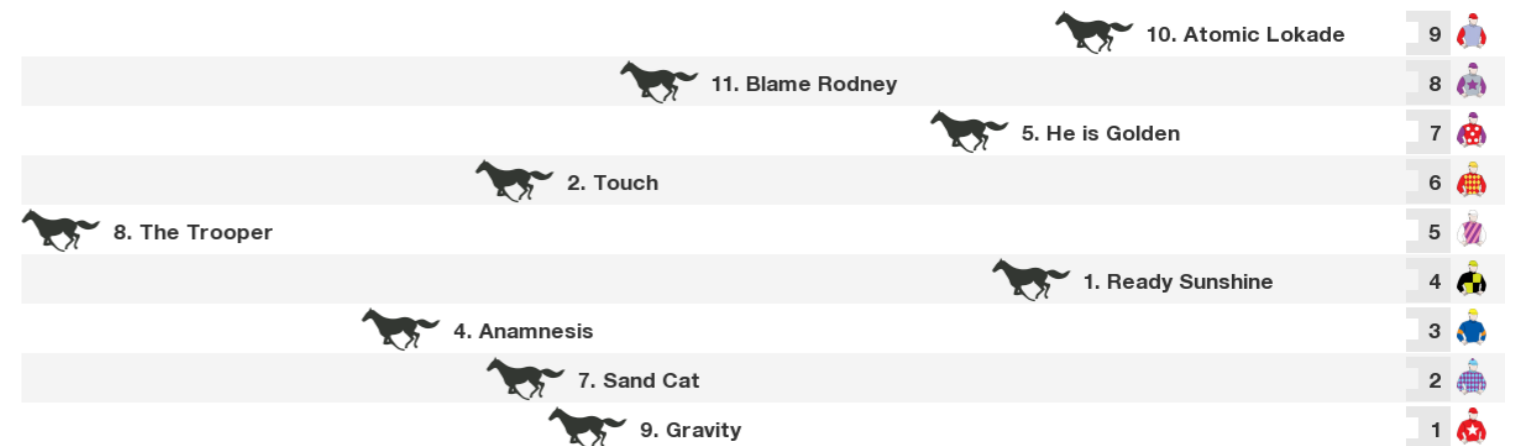 10. Atomic Lokade 9
11. Blame Rodney 8
5. He is Golden 7
2. Touch 6
8. The Trooper 5
1. Ready Sunshine 4
4. Anamnesis 3
7. Sand Cat 2
9. Gravity 1